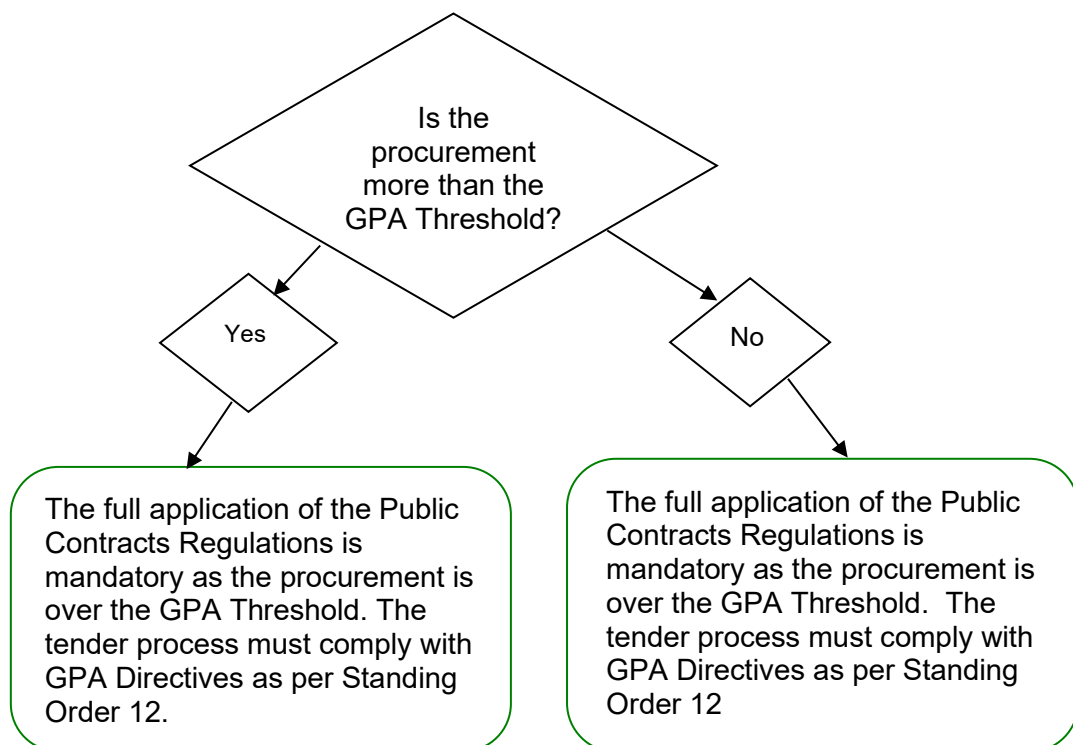 Is the
procurement
more than the
GPA Threshold?
Yes
No
The full application of the Public
Contracts Regulations is
mandatory as the procurement is
over the GPA Threshold. The
tender process must comply with
GPA Directives as per Standing
Order 12.
The full application of the Public
Contracts Regulations is
mandatory as the procurement is
over the GPA Threshold.  The
tender process must comply with
GPA Directives as per Standing
Order 12